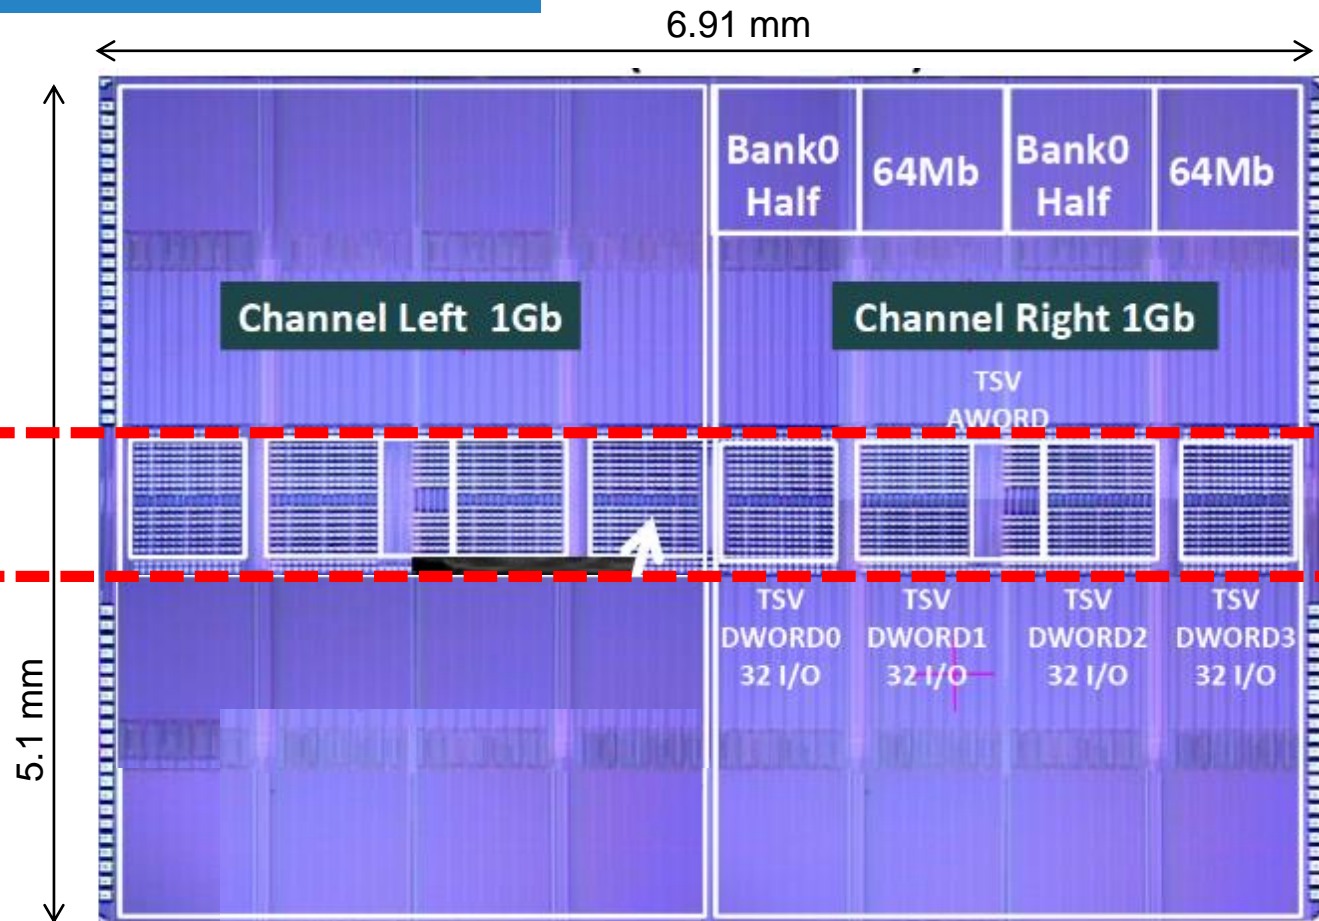 6.91 mm
Bank0
Half
64Mb
Bank0
Half
64Mb
Channel Left 1Gb
Channel Right 1Gb
TSV
AWORD
TSV
DWORD0
32 I/O
TSV
DWORD1
32 I/O
TSV
DWORD2
32 I/O
TSV
DWORD3
32 I/O
5.1 mm